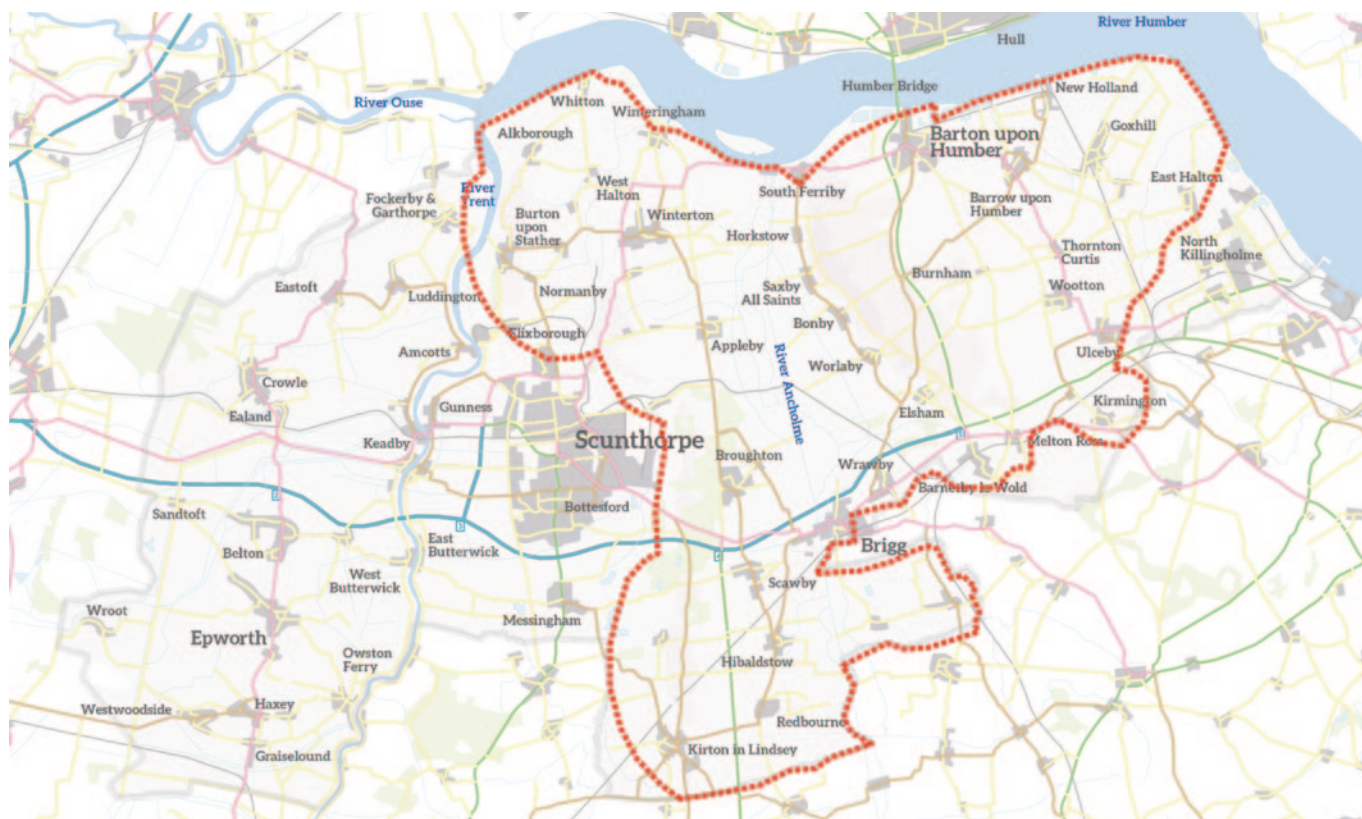 River Humber
Hull
Humber Bridge
River Ouse
Whitton
Winteringham
New Holland
Goxhill
Alkborough
Barton upon
Humber
West
Halton
South Ferriby
East Halton
River
Trent
Fockerby &
Garthorpe
Barrow upon
Humber
Burton
upon
Stather
Winterton
Horkstow
Thornton
Curtis
North
Killingholme
Burnham
Eastoft
Luddington
Normanby
Saxby
All Saints
Wootton
Bonby
Flixborough
Appleby
River Ancholme
Amcotts
Worlaby
Ulceby
Crowle
Ealand
Gunness
Elsham
Kirmington
Keadby
Scunthorpe
Melton Ross
Broughton
Wrawby
Barnetby le Wold
2
5
Sandtoft
Bottesford
3
East
Butterwick
Belton
Brigg
4
West
Butterwick
Scawby
Wroot
Messingham
Epworth
Owston
Ferry
Hibaldstow
Westwoodside
Haxey
Redbourne
Graiselound
Kirton in Lindsey